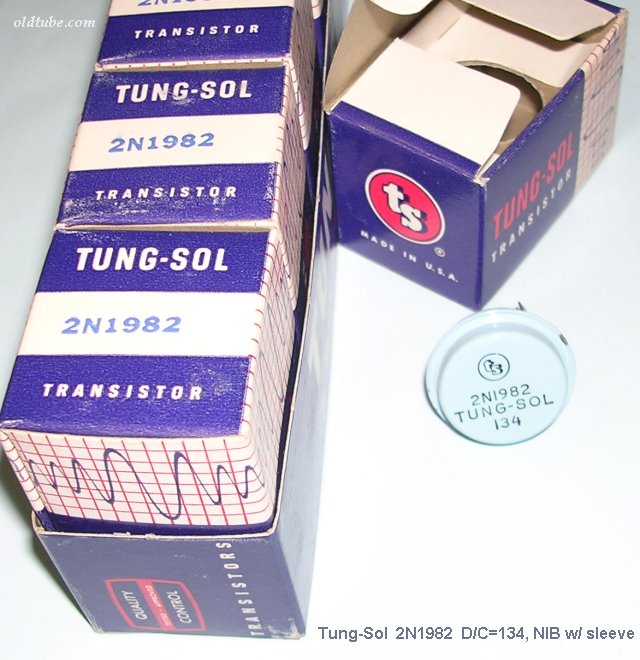 oldtube.com
TRANSISTOR
TUNG-SOL
2N1982
TRANSISTOR
TUNG-SOL
2N1982
TRANSISTOR
QUALITY
CONTROL
TRANSISTORS
ts
®
MADE IN U.S.A.
TUNG-SOL
TRANSISTOR
ts
2N1982
TUNG-SOL
134
Tung-Sol 2N1982 D/C=134, NIB w/ sleeve